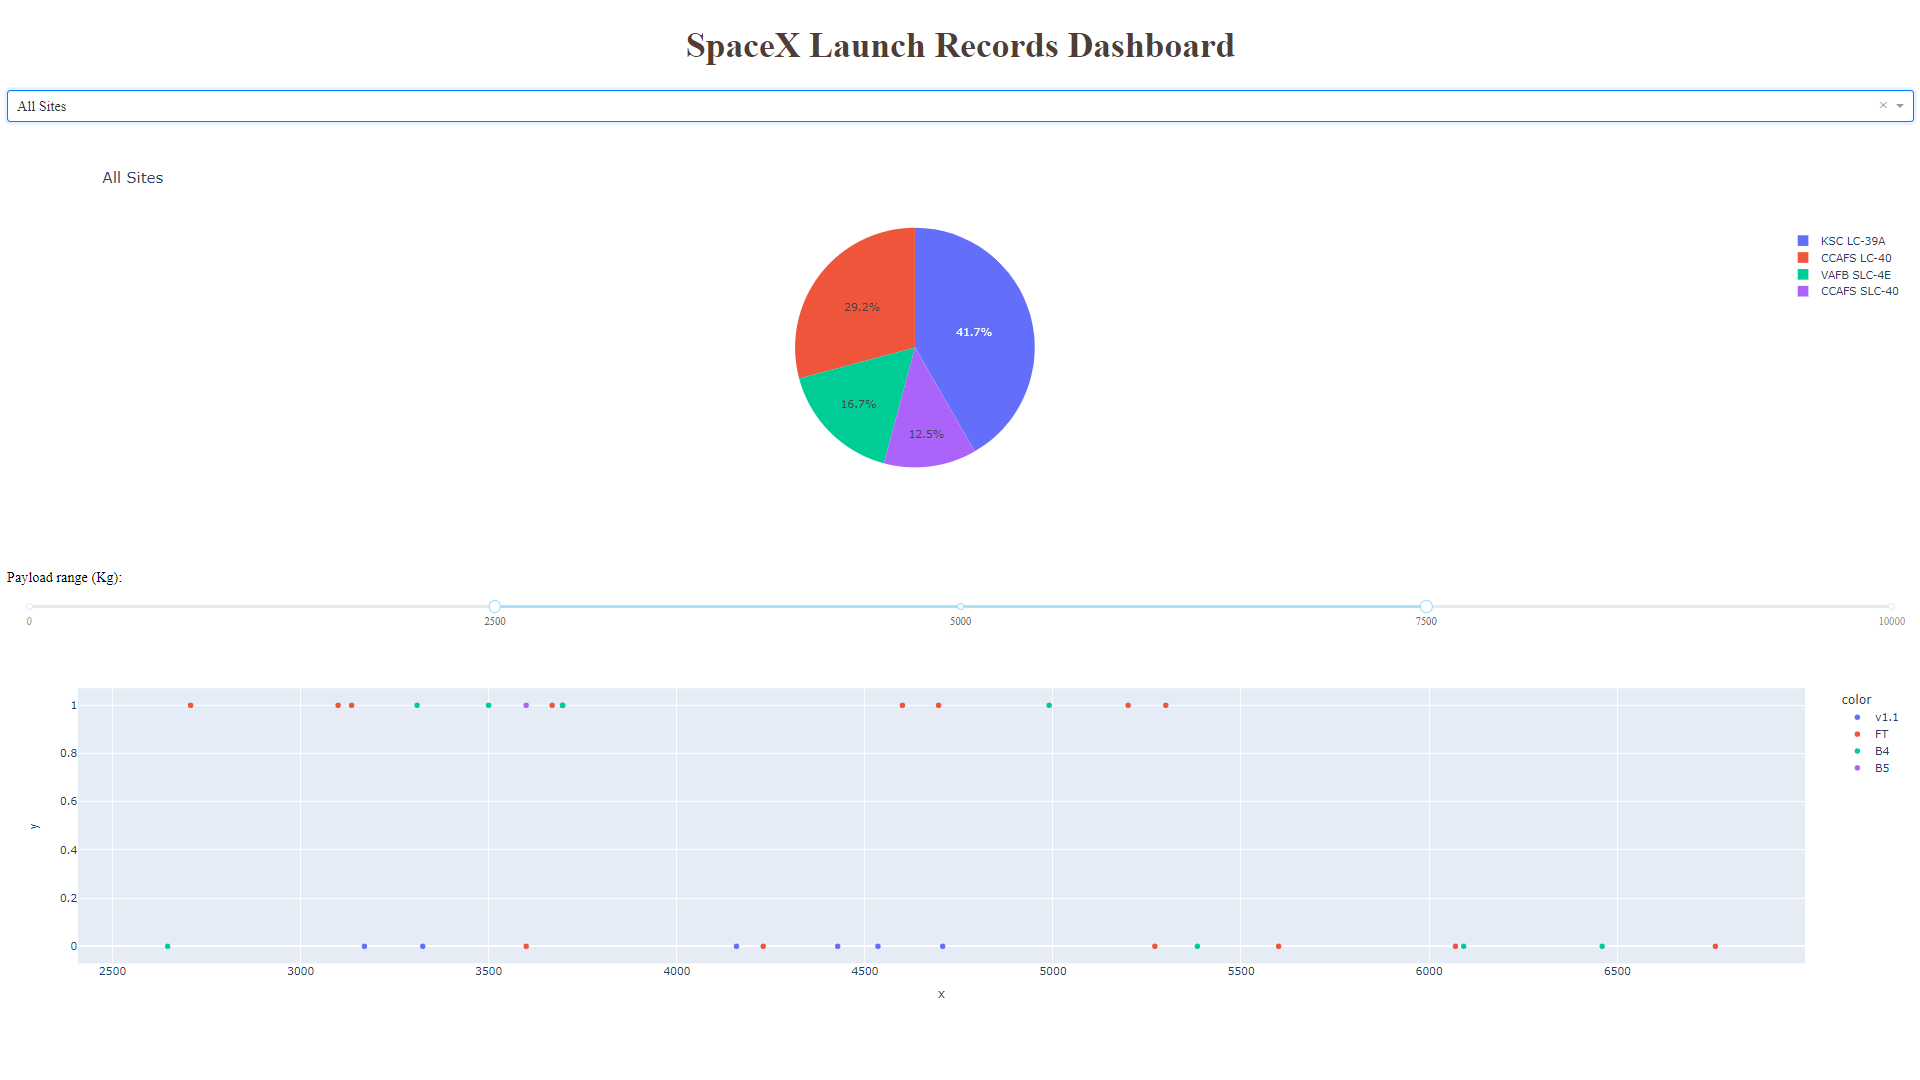 SpaceX Launch Records Dashboard
All Sites
×
All Sites
KSC LC-39A
CCAFS LC-40
VAFB SLC-4E
CCAFS SLC-40
29.2%
41.7%
16.7%
12.5%
Payload range (Kg):
0 2500 5000 7500 10000
color
v1.1
FT
B4
B5
1
0.8
0.6
y
0.4
0.2
0
2500 3000 3500 4000 4500 5000 5500 6000 6500
x